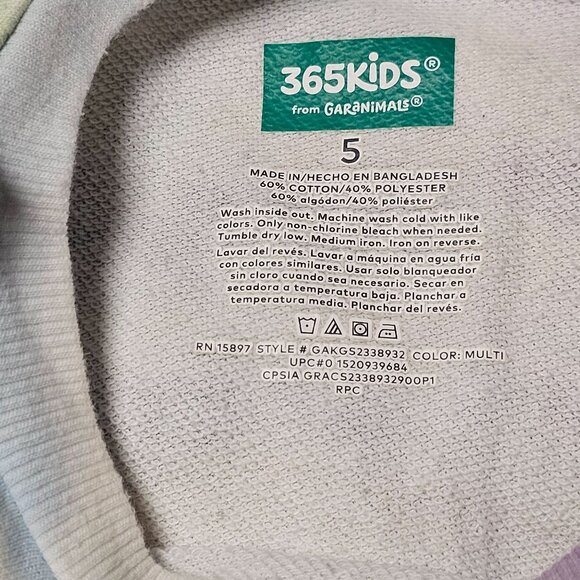 365KIDS®
from GARANIMALS®
5
MADE IN/HECHO EN BANGLADESH
60% COTTON/40% POLYESTER
60% algódon/40% poliéster
Wash inside out. Machine wash cold with like
colors. Only non-chlorine bleach when needed.
Tumble dry low. Medium iron. Iron on reverse.
Lavar del revés. Lavar a máquina en agua fría
con colores similares. Usar solo blanqueador
sin cloro cuando sea necesario. Secar en
secadora a temperatura baja. Planchar a
temperatura media. Planchar del revés.
RN 15897 STYLE # GAKGS2338932 COLOR: MULTI
UPC#0 1520939684
CPSIA GRACS2338932900P1
RPC